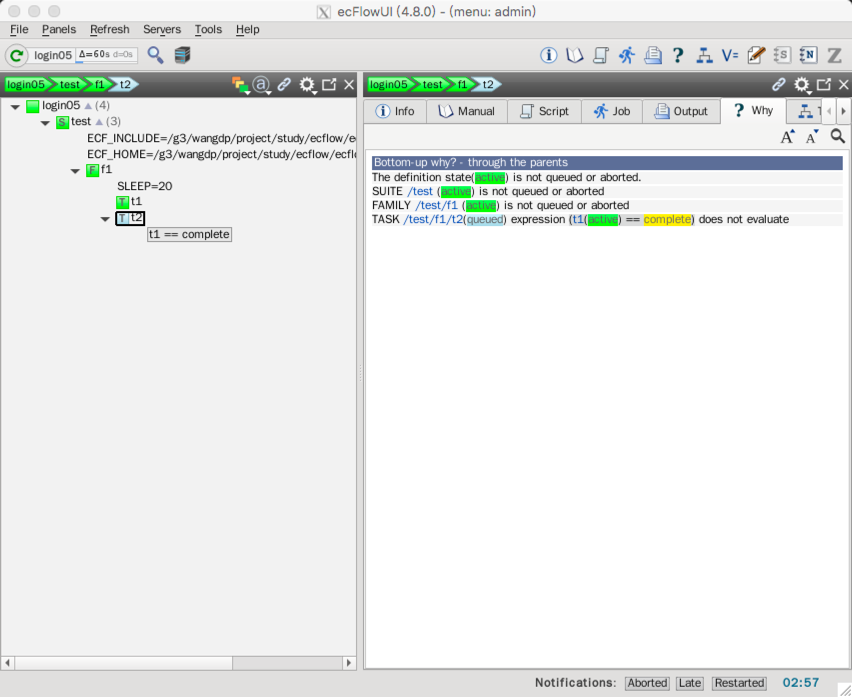 ecFlowUI (4.8.0) - (menu: admin)
File Panels Refresh Servers Tools Help
login05 Δ=60s d=0s
login05 test f1 t2
login05 (4)
S test (3)
ECF_INCLUDE=/g3/wangdp/project/study/ecflow/e
ECF_HOME=/g3/wangdp/project/study/ecflow/ecfl
F f1
SLEEP=20
T t1
T t2
t1 == complete
login05 test f1 t2
Info Manual Script Job Output ? Why
Bottom-up why? - through the parents
The definition state(active) is not queued or aborted.
SUITE /test (active) is not queued or aborted
FAMILY /test/f1 (active) is not queued or aborted
TASK /test/f1/t2(queued) expression (t1(active) == complete) does not evaluate
Notifications: Aborted Late Restarted 02:57